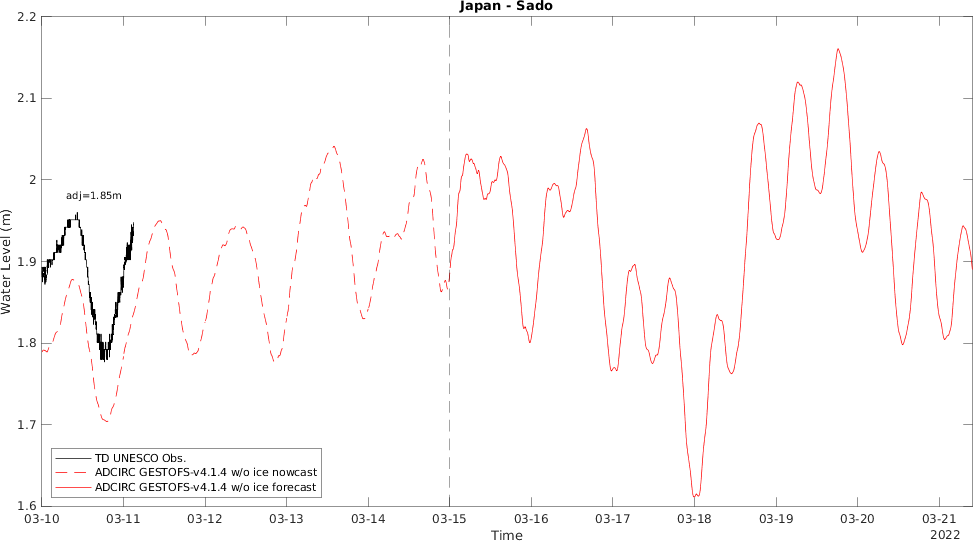 Japan - Sado
2.2
2.1
2
1.9
1.8
1.7
1.6
Water Level (m)
adj=1.85m
TD UNESCO Obs.
ADCIRC GESTOFS-v4.1.4 w/o ice nowcast
ADCIRC GESTOFS-v4.1.4 w/o ice forecast
03-10 03-11 03-12 03-13 03-14 03-15 03-16 03-17 03-18 03-19 03-20 03-21
Time
2022